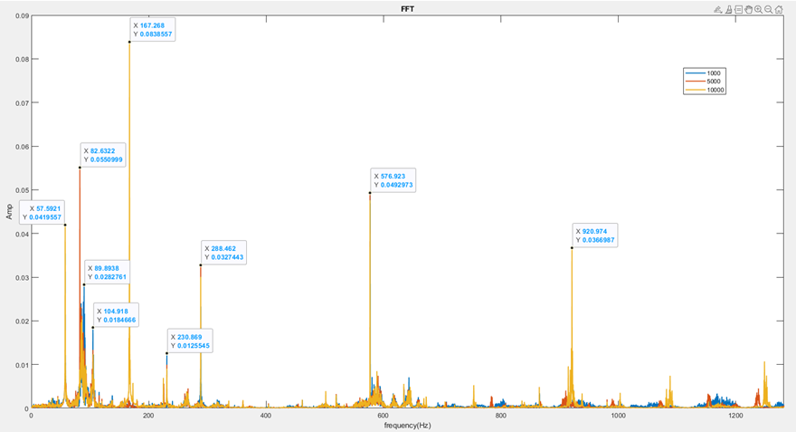 FFT
0.09
0.08
0.07
0.06
0.05
0.04
0.03
0.02
0.01
0
Amp
X 167.268
Y 0.0838557
X 82.6322
Y 0.0550999
X 57.5921
Y 0.0419557
X 89.8938
Y 0.0282761
X 104.918
Y 0.0184666
X 230.869
Y 0.0125545
X 288.462
Y 0.0327443
X 576.923
Y 0.0492973
X 920.974
Y 0.0366987
1000
5000
10000
0
200
400
600
800
1000
1200
frequency(Hz)